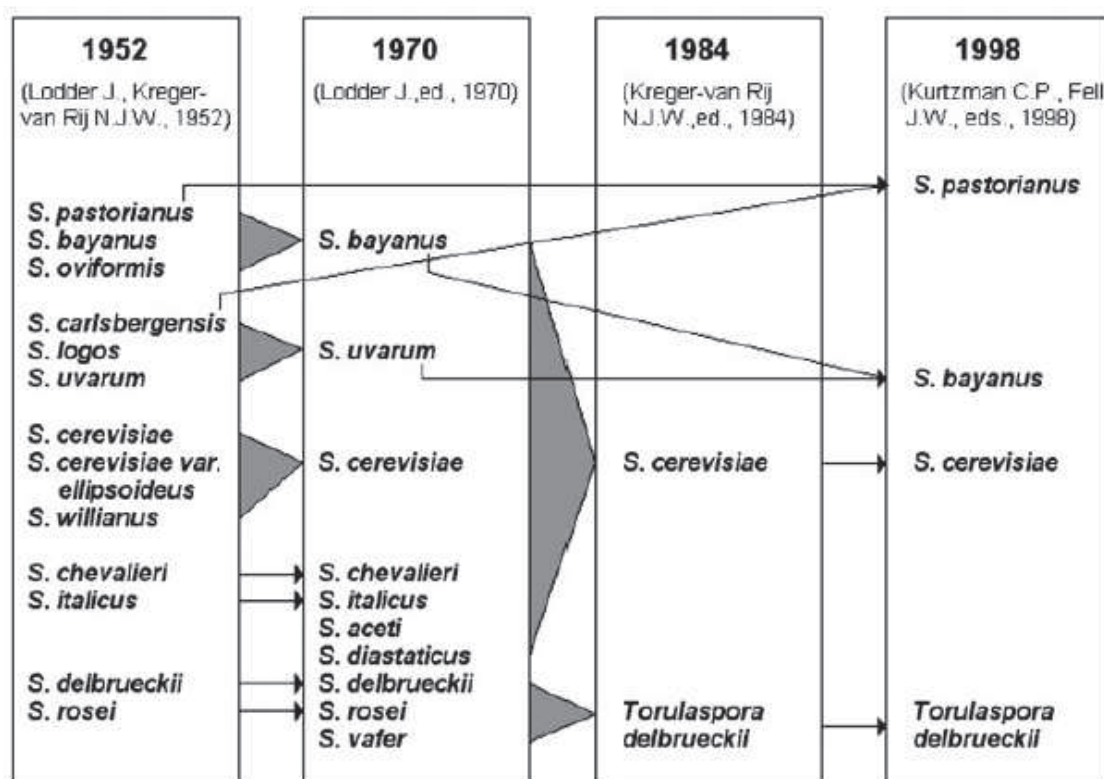 1952
(Lodder J., Kreger-
van Rij N.J.W., 1952)
S. pastorianus
S. bayanus
S. oviformis
S. carlsbergensis
S. logos
S. uvarum
S. cerevisiae
S. cerevisiae var.
ellipsoideus
S. willianus
S. chevalieri
S. italicus
S. delbrueckii
S. rosei
1970
(Lodder J.,ed., 1970)
S. bayanus
S. uvarum
S. cerevisiae
S. chevalieri
S. italicus
S. aceti
S. diastaticus
S. delbrueckii
S. rosei
S. vafer
1984
(Kreger-van Rij
N.J.W.,ed., 1984)
S. cerevisiae
Torulaspora
delbrueckii
1998
(Kurtzman C.P., Fell
J.W., eds., 1998)
S. pastorianus
S. bayanus
S. cerevisiae
Torulaspora
delbrueckii